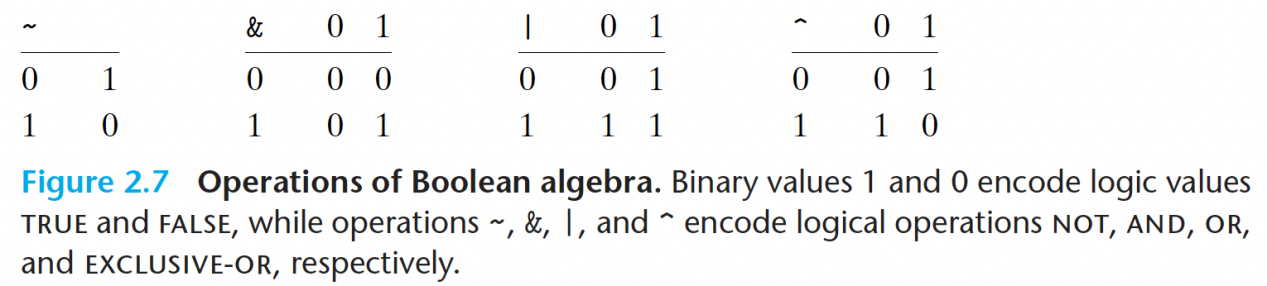 ~ & 0 1 | 0 1 ^ 0 1
0 1 0 0 0 0 0 1 0 0 1
1 0 1 0 1 1 1 1 1 1 0
Figure 2.7 Operations of Boolean algebra. Binary values 1 and 0 encode logic values
TRUE and FALSE, while operations ~, &, |, and ^ encode logical operations NOT, AND, OR,
and EXCLUSIVE-OR, respectively.